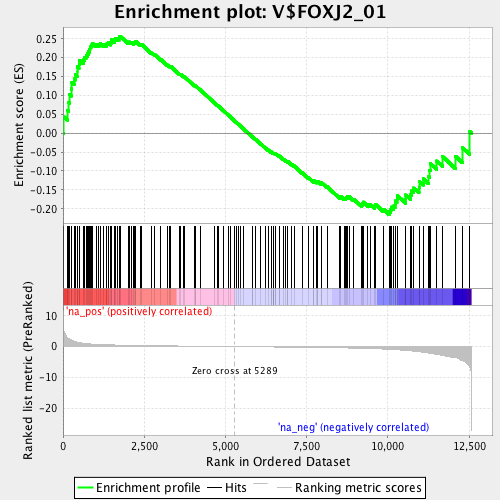 Enrichment plot: V$FOXJ2_01
Enrichment score (ES)
0.25
0.20
0.15
0.10
0.05
0.00
-0.05
-0.10
-0.15
-0.20
'na_pos' (positively correlated)
Ranked list metric (PreRanked)
10
0
-10
-20
Zero cross at 5289
'na_neg' (negatively correlated)
0
2,500
5,000
7,500
10,000
12,500
Rank in Ordered Dataset
Enrichment profile
Hits
Ranking metric scores